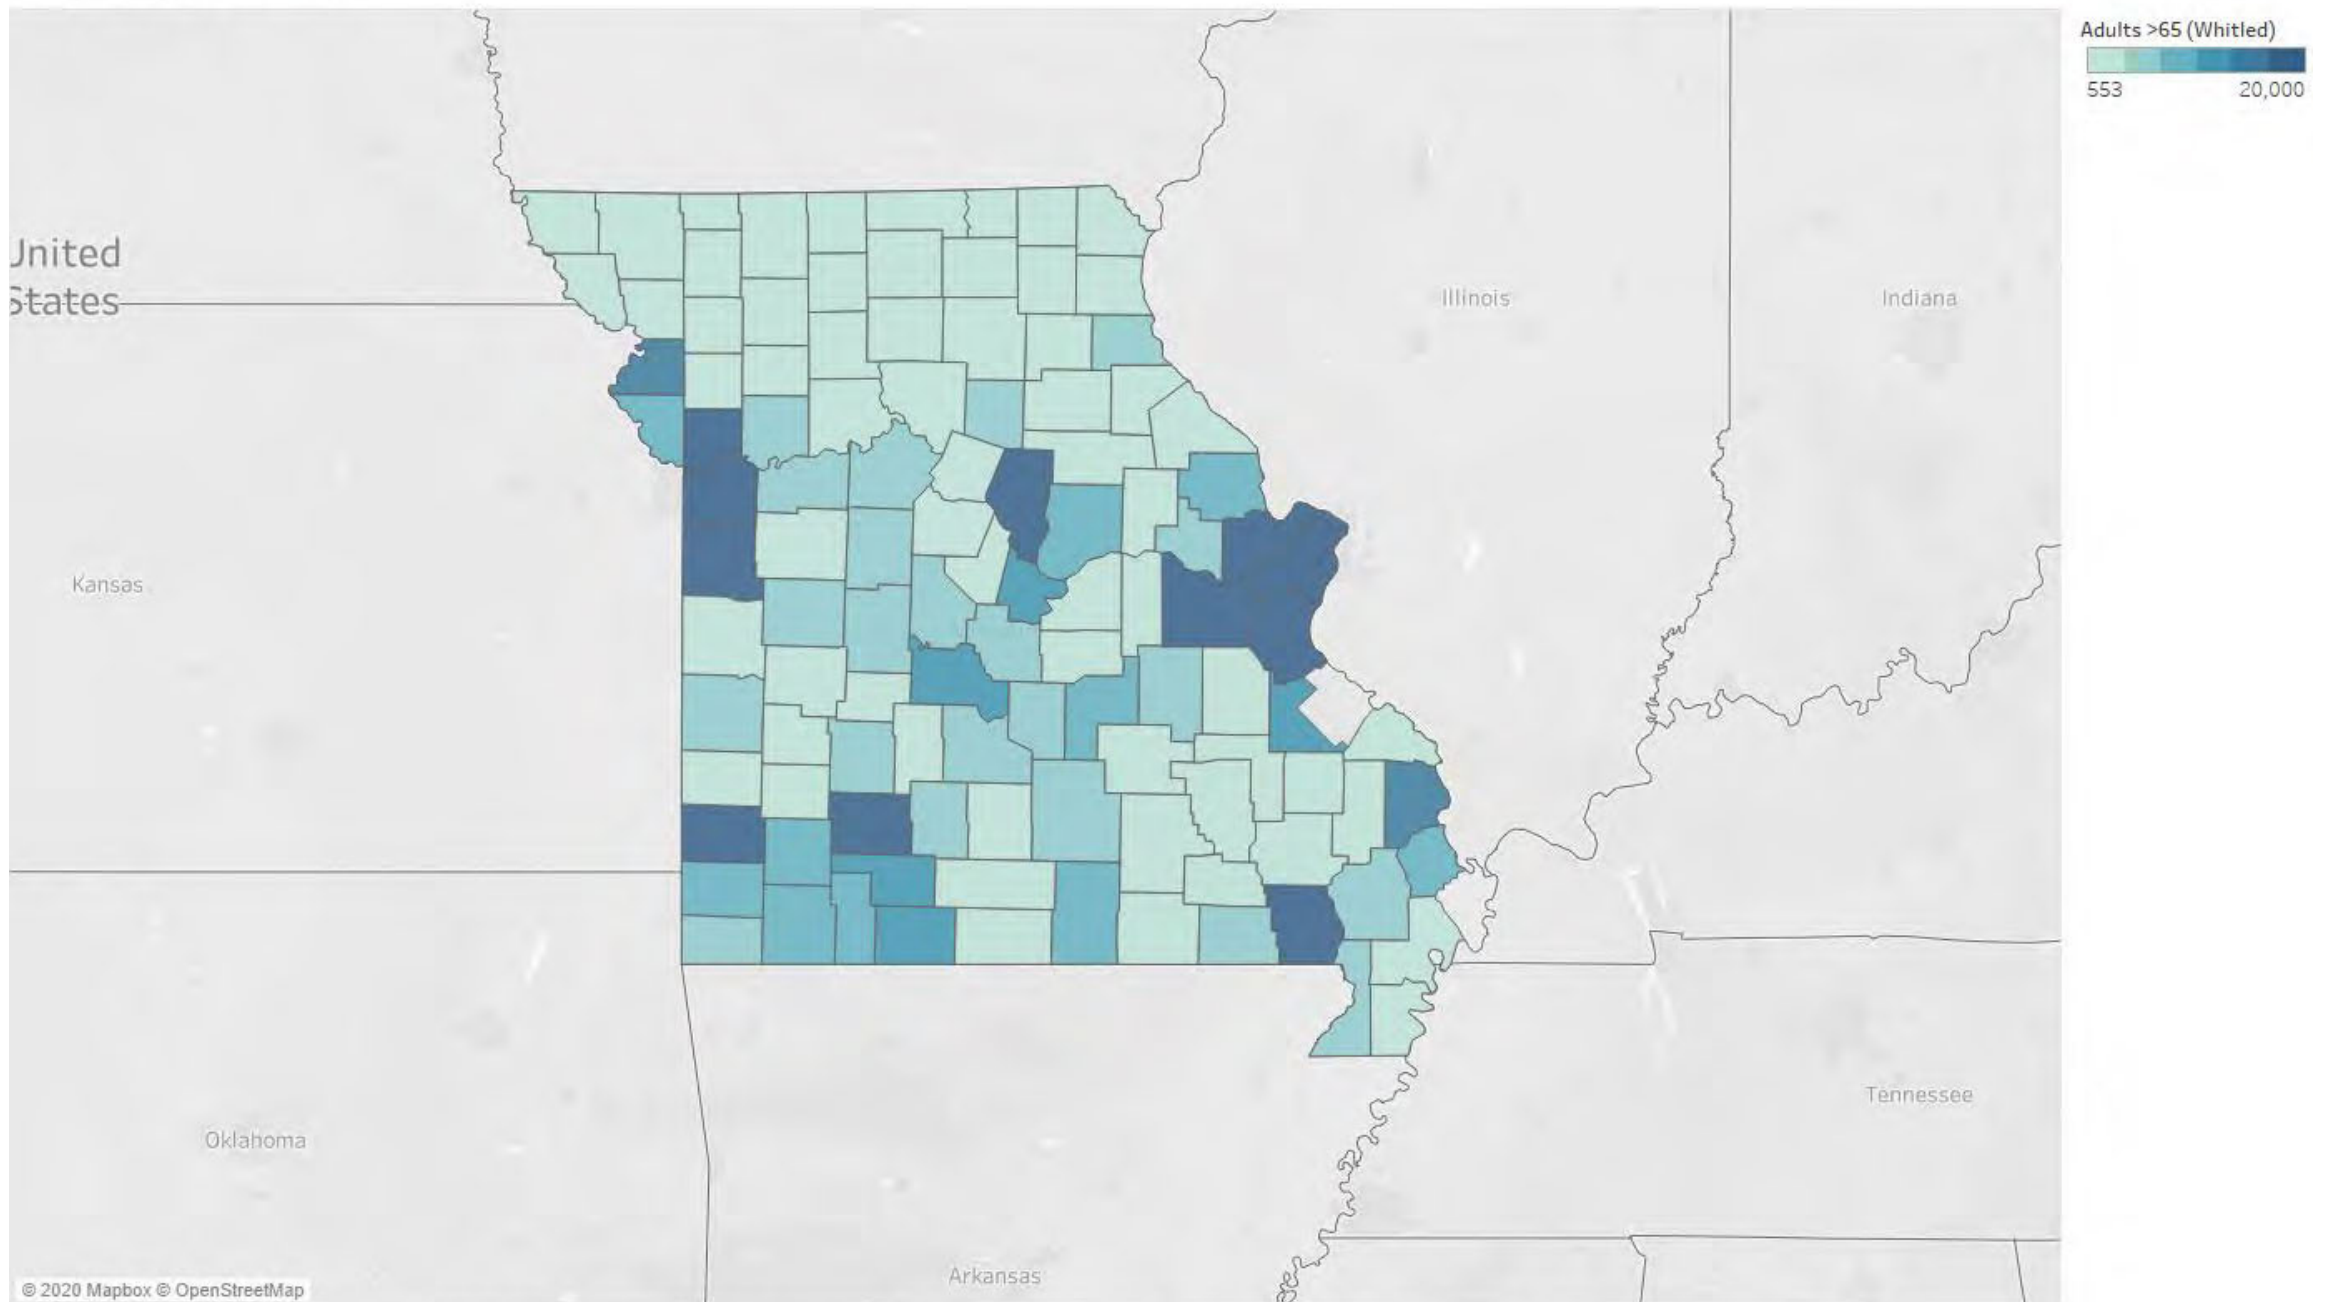 Adults >65 (Whitled)
553 20,000
United
States
Illinois
Indiana
Kansas
Tennessee
Oklahoma
Arkansas
© 2020 Mapbox © OpenStreetMap